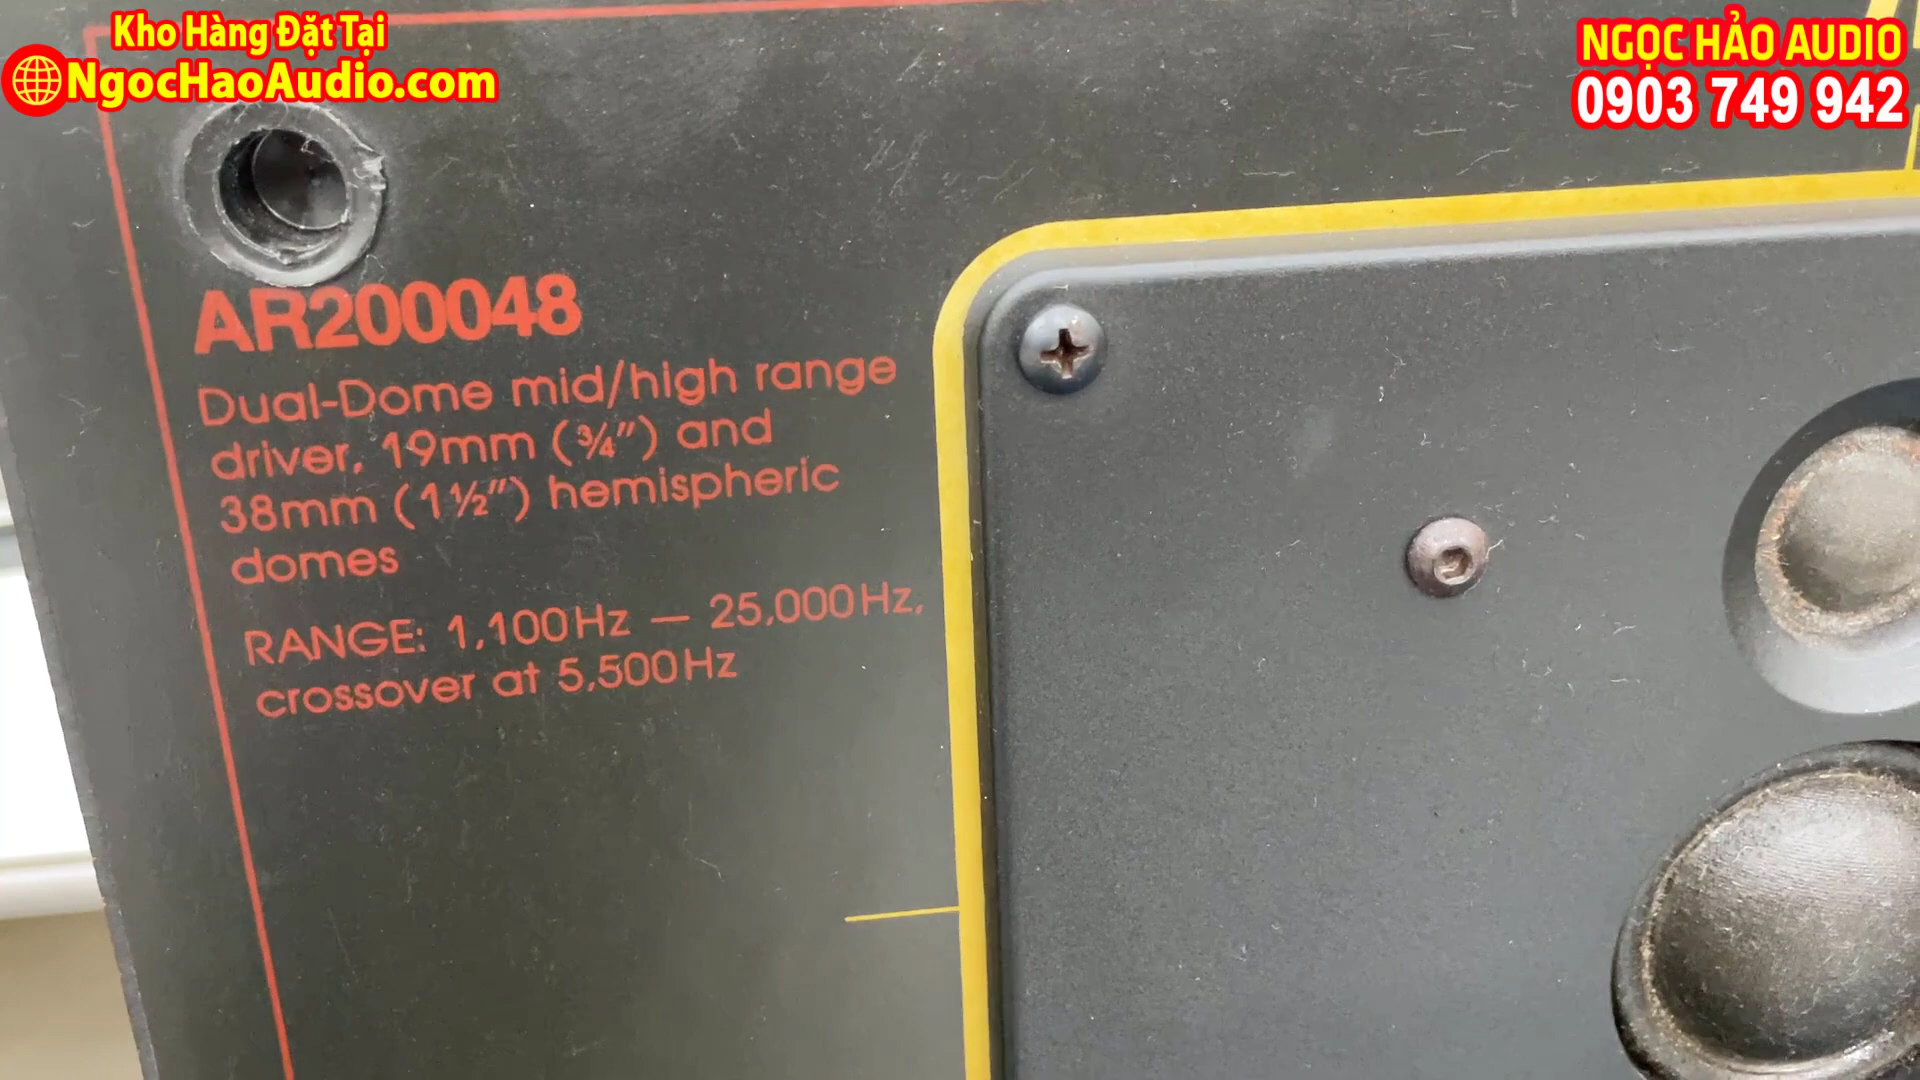 Kho Hàng Đặt Tại
NgocHaoAudio.com
NGỌC HẢO AUDIO
0903 749 942
AR200048
Dual-Dome mid/high range
driver, 19mm (¾") and
38mm (1½") hemispheric
domes
RANGE: 1,100Hz — 25,000Hz,
crossover at 5,500Hz